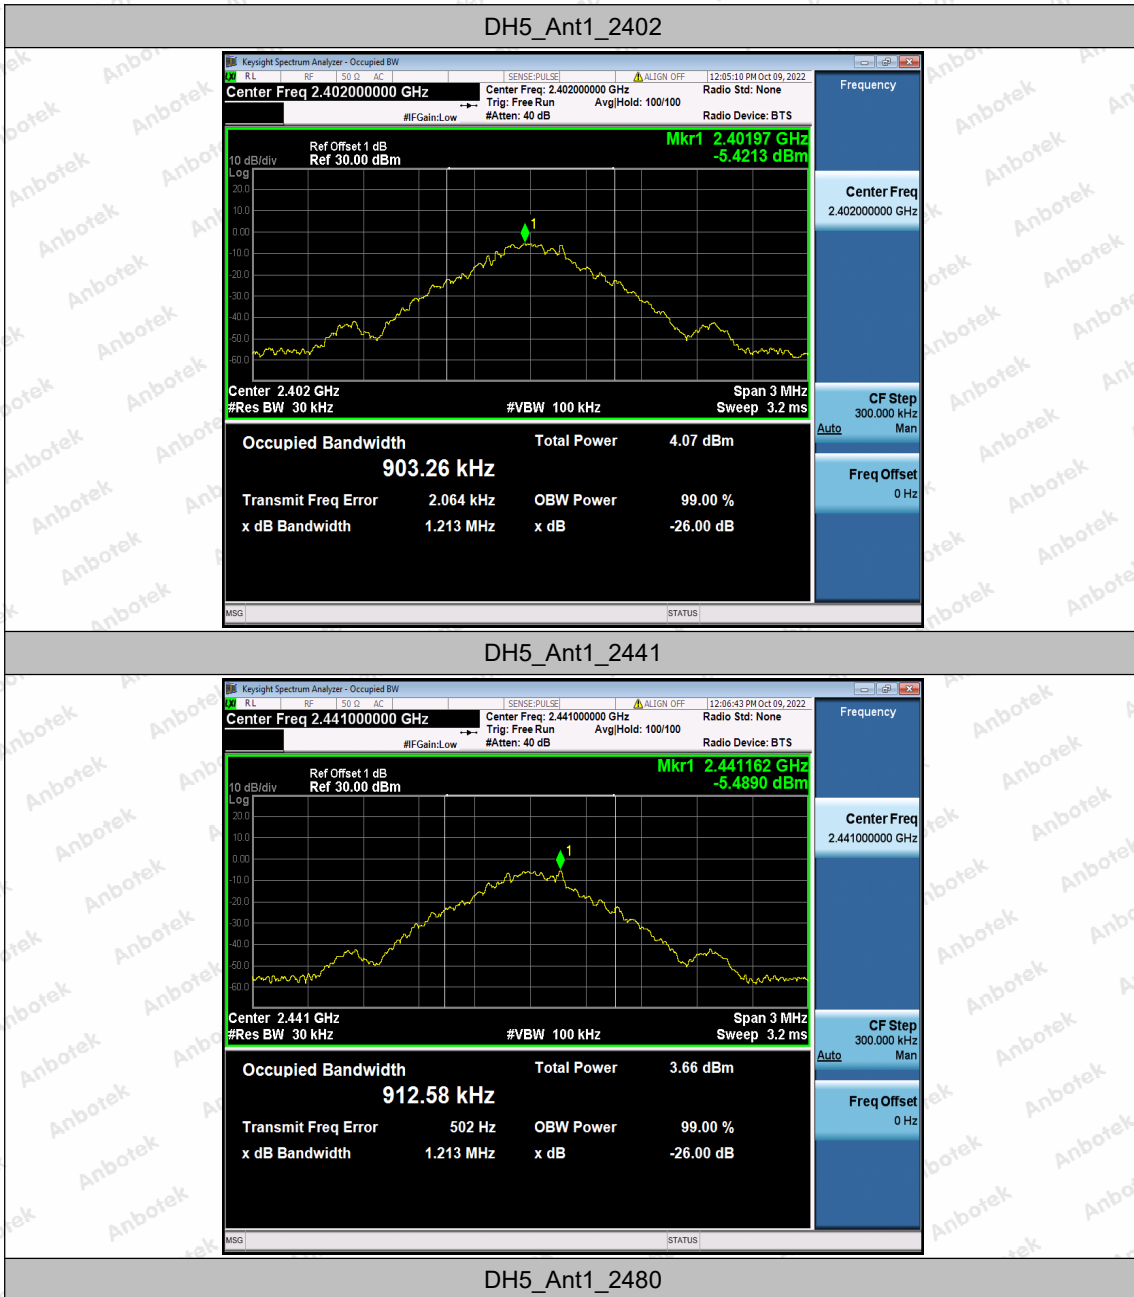 DH5_Ant1_2402
Keysight Spectrum Analyzer - Occupied BW
LXI RL RF 50 Ω AC SENSE:PULSE ALIGN OFF 12:05:10 PM Oct 09, 2022
Center Freq 2.402000000 GHz
Center Freq: 2.402000000 GHz Radio Std: None
Trig: Free Run Avg|Hold: 100/100
#IFGain:Low #Atten: 40 dB Radio Device: BTS
Frequency
Mkr1 2.40197 GHz
-5.4213 dBm
Ref Offset 1 dB
10 dB/div Ref 30.00 dBm
Log
20.0
10.0
0.00
-10.0
-20.0
-30.0
-40.0
-50.0
-60.0
1
Center Freq
2.402000000 GHz
Center 2.402 GHz Span 3 MHz
#Res BW 30 kHz #VBW 100 kHz Sweep 3.2 ms
CF Step
300.000 kHz
Auto Man
Occupied Bandwidth Total Power 4.07 dBm
903.26 kHz
Transmit Freq Error 2.064 kHz OBW Power 99.00 %
x dB Bandwidth 1.213 MHz x dB -26.00 dB
Freq Offset
0 Hz
MSG STATUS
DH5_Ant1_2441
Keysight Spectrum Analyzer - Occupied BW
LXI RL RF 50 Ω AC SENSE:PULSE ALIGN OFF 12:06:43 PM Oct 09, 2022
Center Freq 2.441000000 GHz
Center Freq: 2.441000000 GHz Radio Std: None
Trig: Free Run Avg|Hold: 100/100
#IFGain:Low #Atten: 40 dB Radio Device: BTS
Frequency
Mkr1 2.441162 GHz
-5.4890 dBm
Ref Offset 1 dB
10 dB/div Ref 30.00 dBm
Log
20.0
10.0
0.00
-10.0
-20.0
-30.0
-40.0
-50.0
-60.0
1
Center Freq
2.441000000 GHz
Center 2.441 GHz Span 3 MHz
#Res BW 30 kHz #VBW 100 kHz Sweep 3.2 ms
CF Step
300.000 kHz
Auto Man
Occupied Bandwidth Total Power 3.66 dBm
912.58 kHz
Transmit Freq Error 502 Hz OBW Power 99.00 %
x dB Bandwidth 1.213 MHz x dB -26.00 dB
Freq Offset
0 Hz
MSG STATUS
DH5_Ant1_2480
Anbotek